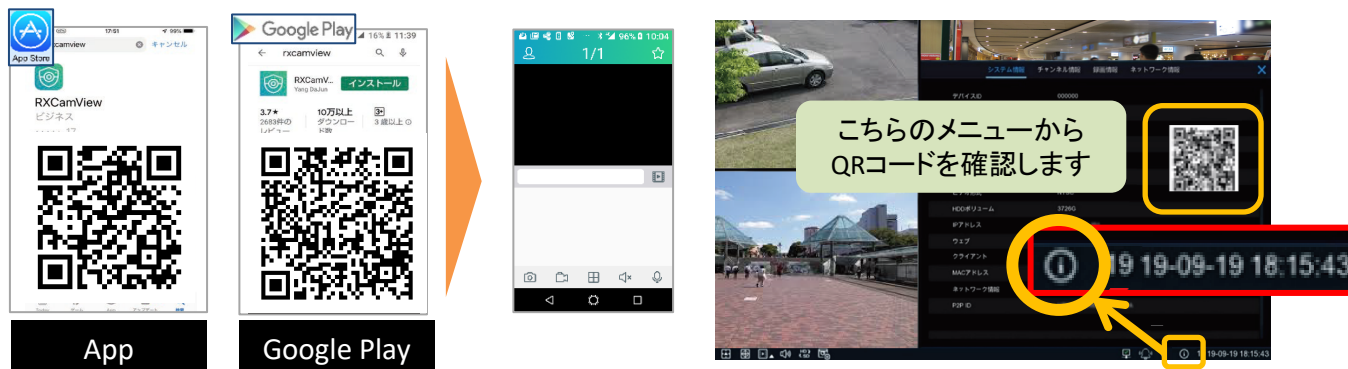 17:51
99%
App Store
camview
キャンセル
RXCamView
ビジネス
App
Google Play
16% 11:39
rxcamview
RXCamV...
Yang DaJun
インストール
3.7★
10万以上
3+
2683件の
ダウンロー
3 歳以上
レビュー
ド数
Google Play
96% 10:04
1/1
システム情報 チャンネル情報 録画情報 ネットワーク情報
デバイスID 000000
こちらのメニューから
QRコードを確認します
HDDボリューム 3726G
IPアドレス
ウェブ
クライアント
MACアドレス
ネットワーク情報
P2P ID
19 19-09-19 18:15:43
19-09-19 18:15:43